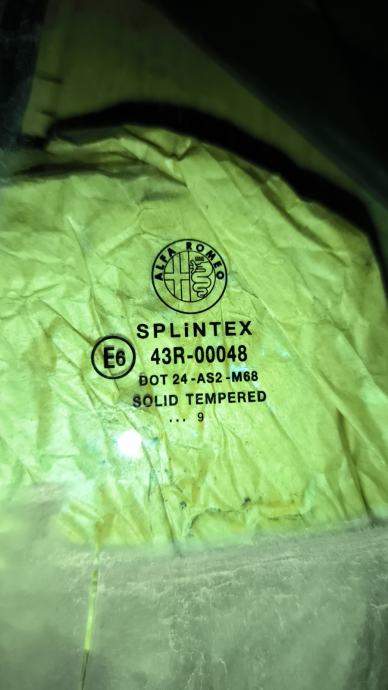 ALFA ROMEO
SPLiNTEX
E6 43R-00048
DOT 24-AS2-M68
SOLID TEMPERED
... 9